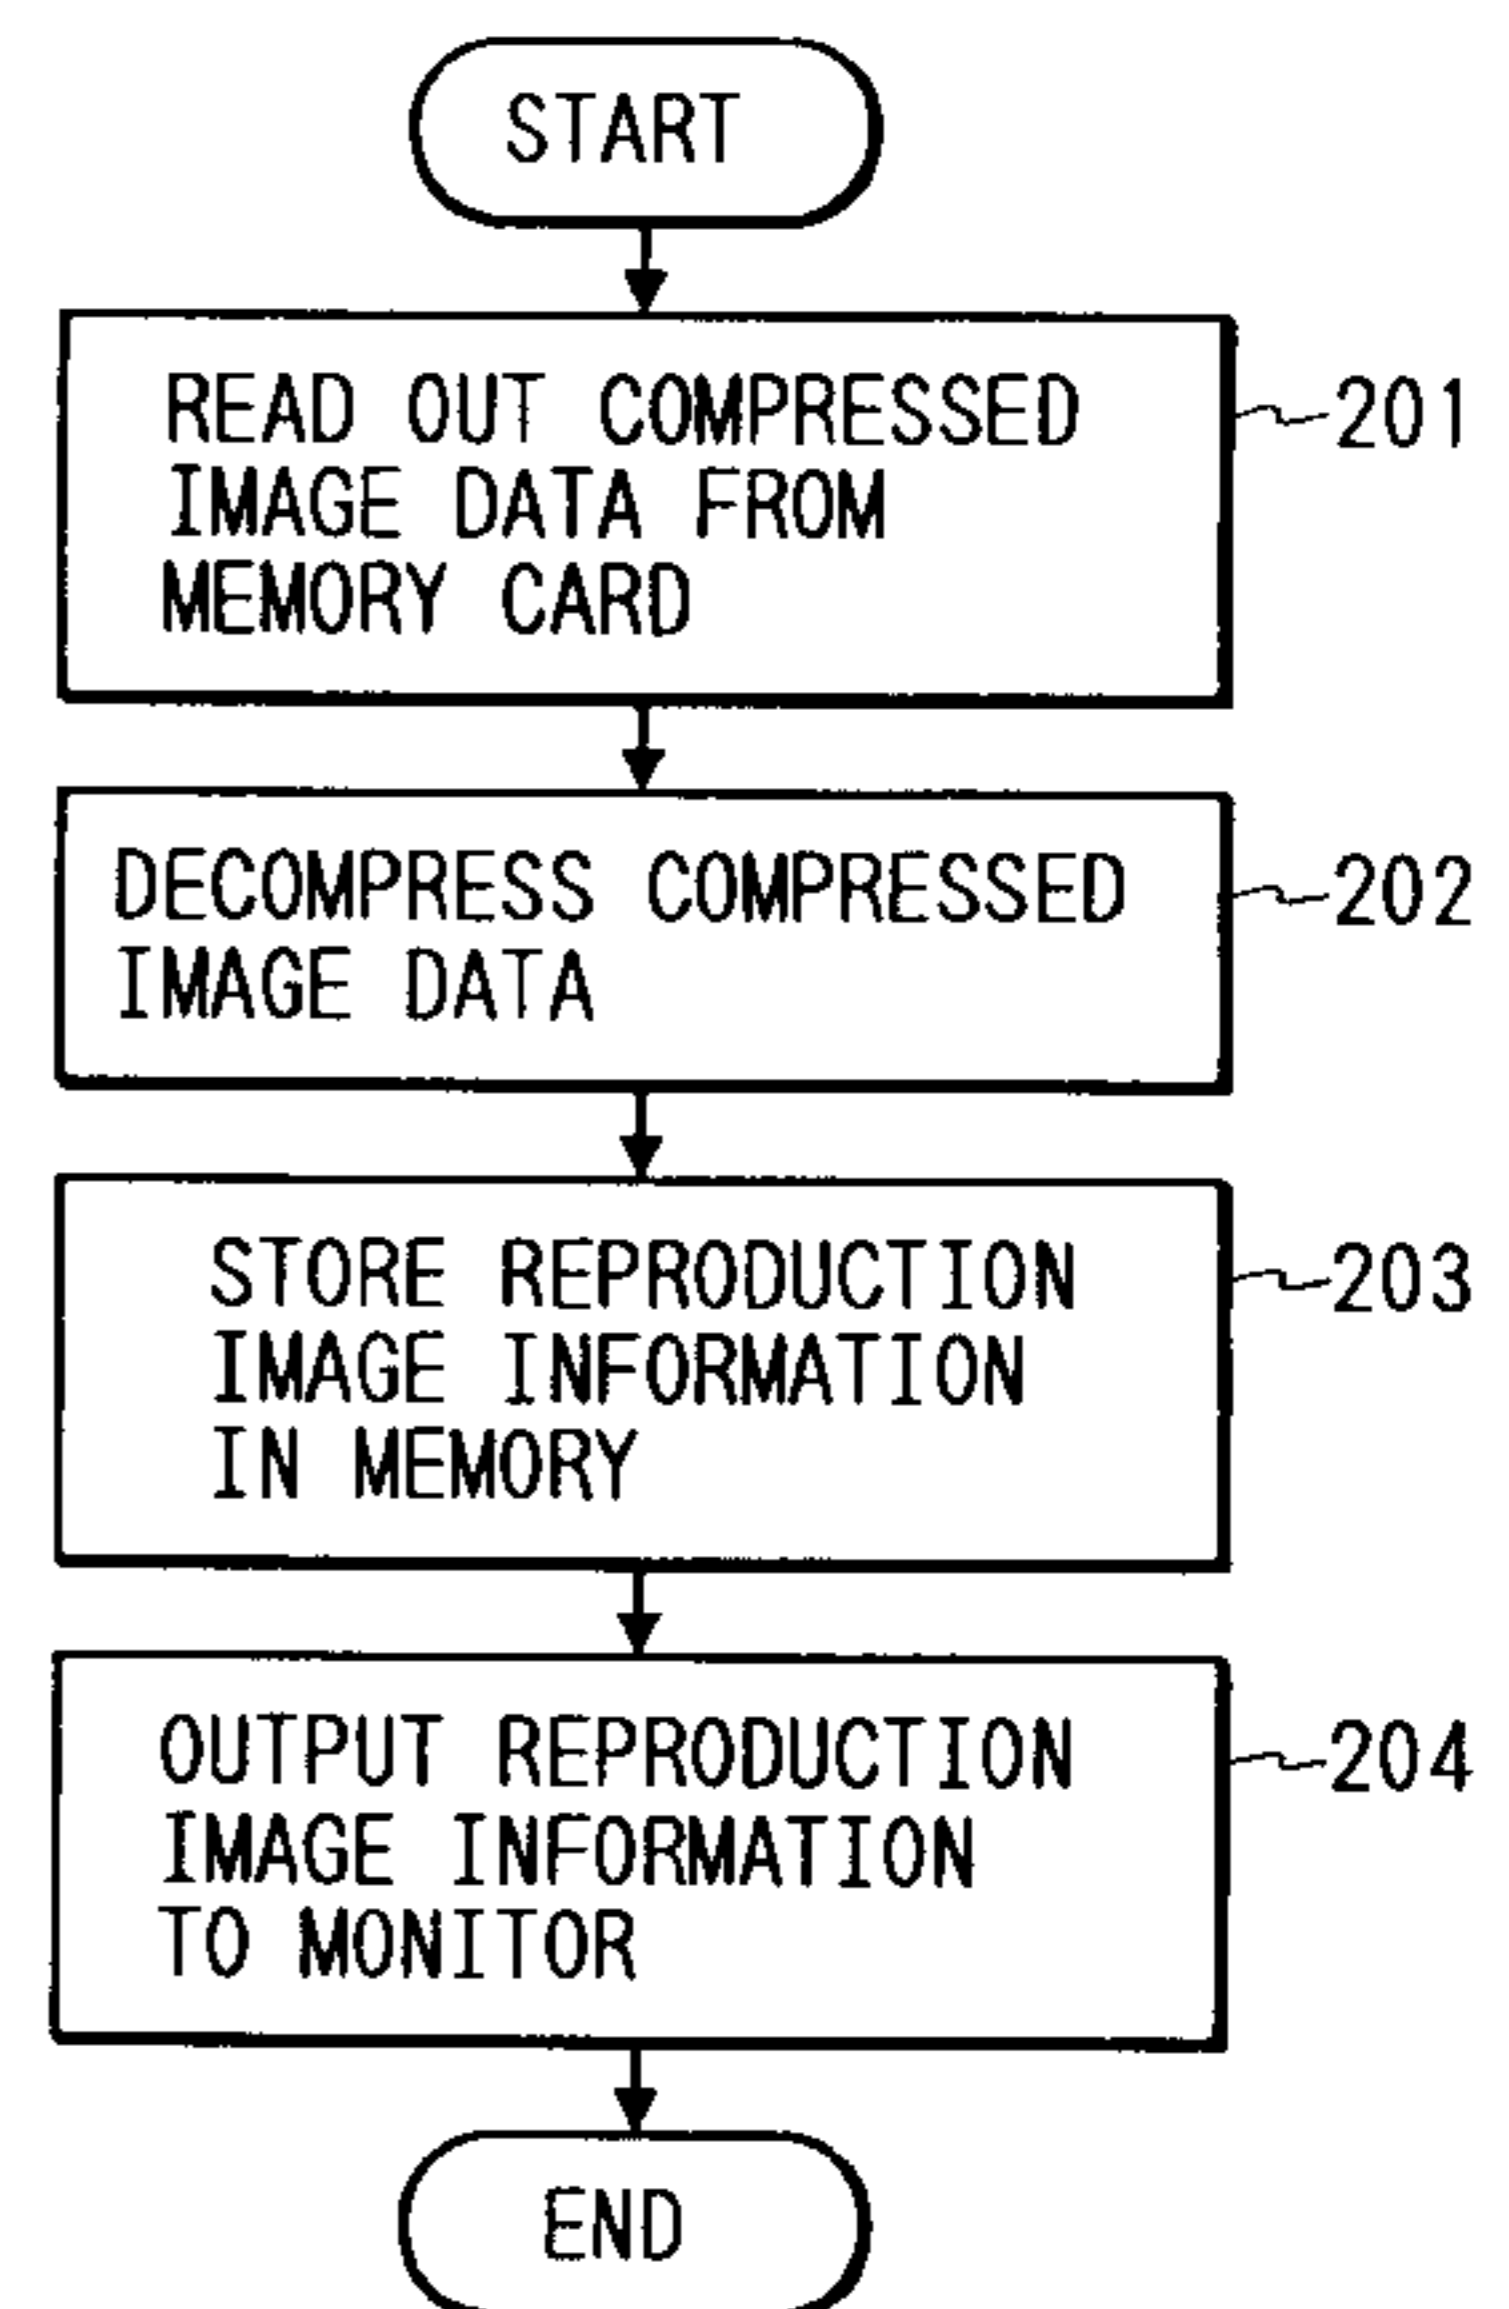 START
READ OUT COMPRESSED
IMAGE DATA FROM
MEMORY CARD
201
DECOMPRESS COMPRESSED
IMAGE DATA
202
STORE REPRODUCTION
IMAGE INFORMATION
IN MEMORY
203
OUTPUT REPRODUCTION
IMAGE INFORMATION
TO MONITOR
204
END